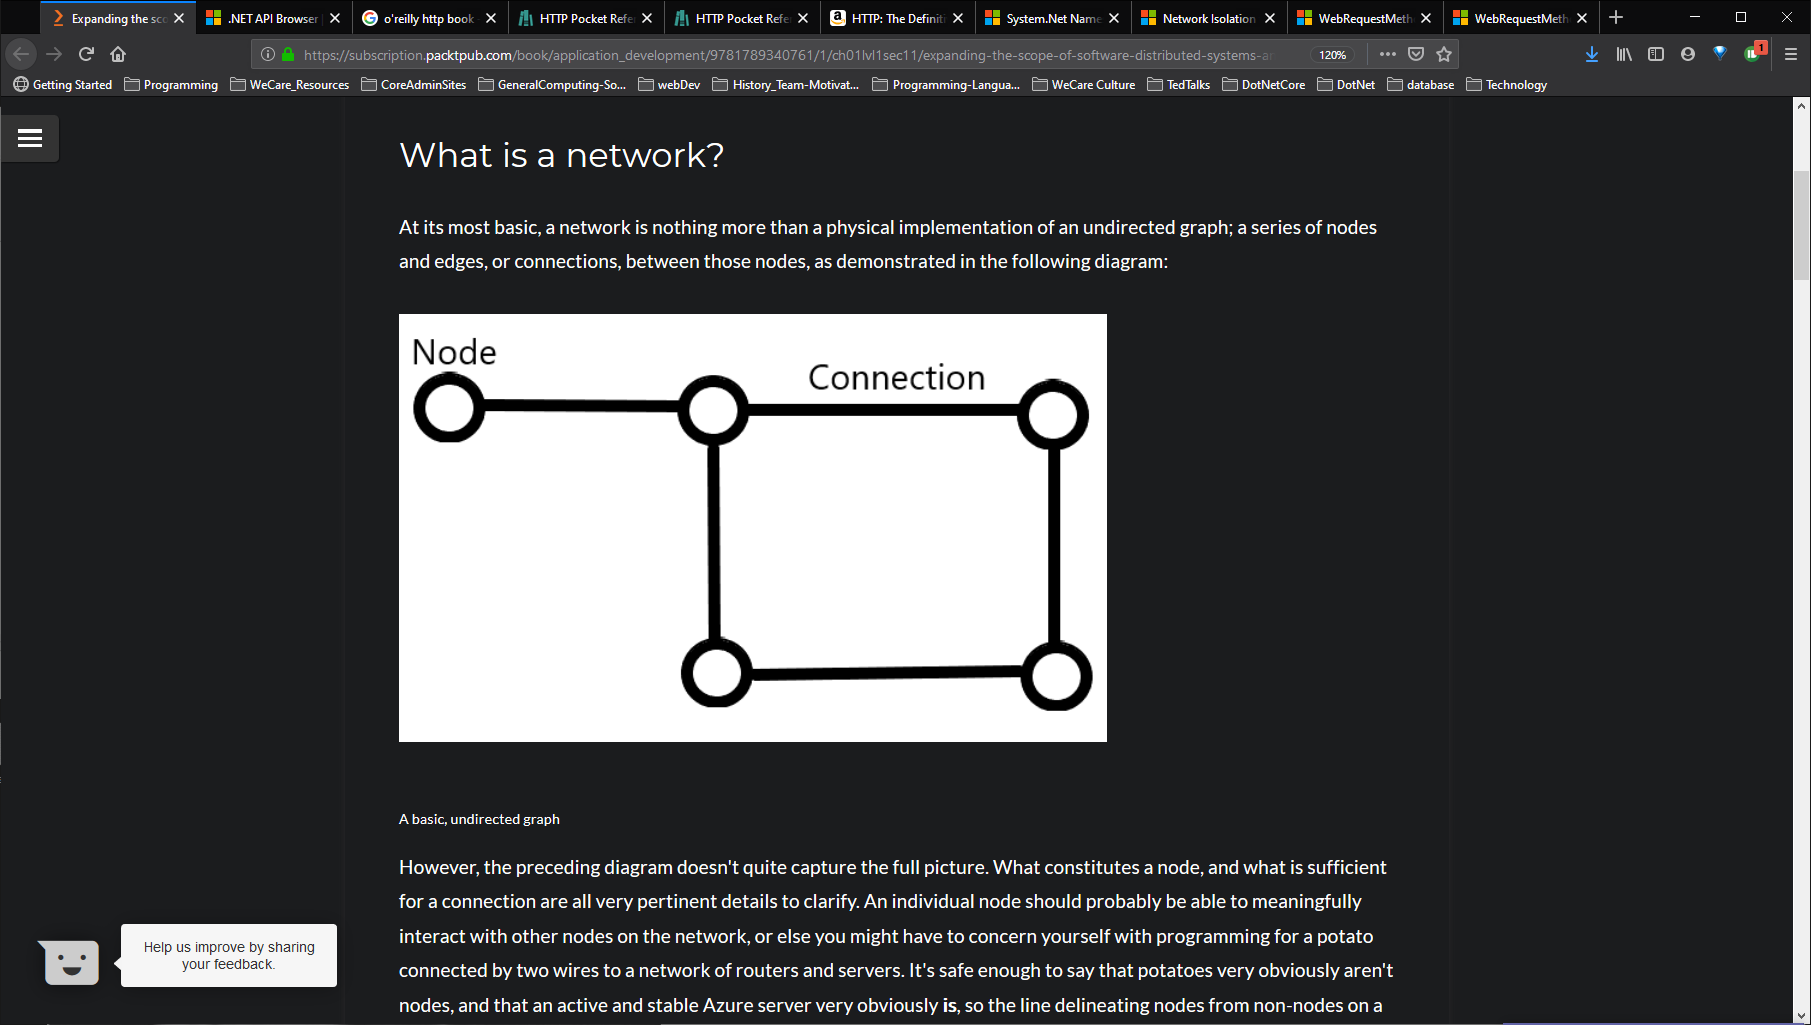 Expanding the sco
.NET API Browser
o'reilly http book
HTTP Pocket Refe
HTTP Pocket Refe
HTTP: The Definiti
System.Net Name
Network Isolation
WebRequestMeth
WebRequestMeth
https://subscription.packtpub.com/book/application_development/9781789340761/1/ch01lvl1sec11/expanding-the-scope-of-software-distributed-systems-ar
120%
1
Getting Started
Programming
WeCare_Resources
CoreAdminSites
GeneralComputing-So...
webDev
History_Team-Motivat...
Programming-Langua...
WeCare Culture
TedTalks
DotNetCore
DotNet
database
Technology
What is a network?
At its most basic, a network is nothing more than a physical implementation of an undirected graph; a series of nodes
and edges, or connections, between those nodes, as demonstrated in the following diagram:
Node
Connection
A basic, undirected graph
However, the preceding diagram doesn't quite capture the full picture. What constitutes a node, and what is sufficient
for a connection are all very pertinent details to clarify. An individual node should probably be able to meaningfully
interact with other nodes on the network, or else you might have to concern yourself with programming for a potato
connected by two wires to a network of routers and servers. It's safe enough to say that potatoes very obviously aren't
nodes, and that an active and stable Azure server very obviously is, so the line delineating nodes from non-nodes on a
Help us improve by sharing
your feedback.